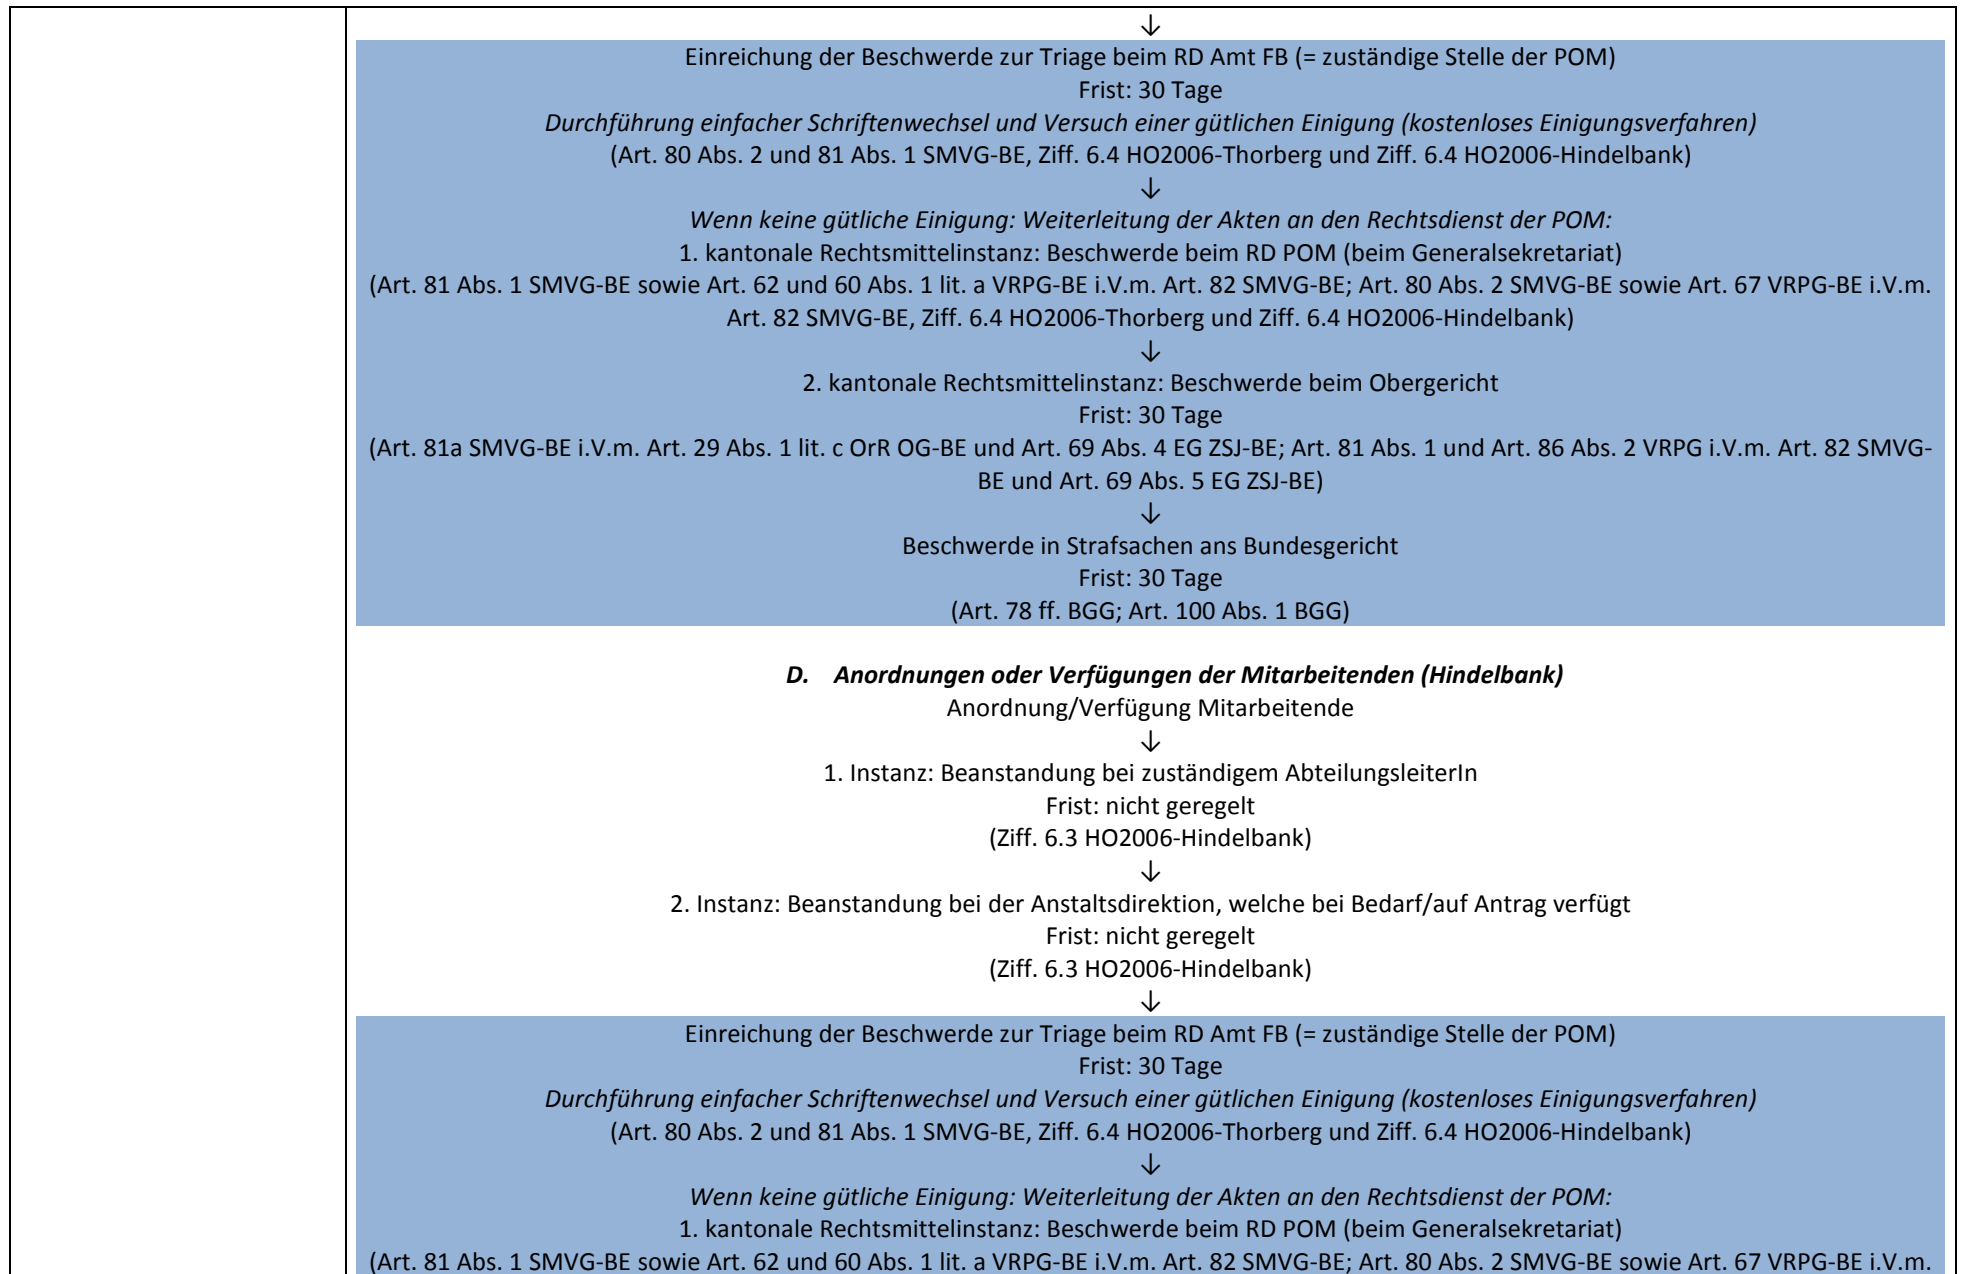 ↓
Einreichung der Beschwerde zur Triage beim RD Amt FB (= zuständige Stelle der POM)
Frist: 30 Tage
Durchführung einfacher Schriftenwechsel und Versuch einer gütlichen Einigung (kostenloses Einigungsverfahren)
(Art. 80 Abs. 2 und 81 Abs. 1 SMVG-BE, Ziff. 6.4 HO2006-Thorberg und Ziff. 6.4 HO2006-Hindelbank)
↓
Wenn keine gütliche Einigung: Weiterleitung der Akten an den Rechtsdienst der POM:
1. kantonale Rechtsmittelinstanz: Beschwerde beim RD POM (beim Generalsekretariat)
(Art. 81 Abs. 1 SMVG-BE sowie Art. 62 und 60 Abs. 1 lit. a VRPG-BE i.V.m. Art. 82 SMVG-BE; Art. 80 Abs. 2 SMVG-BE sowie Art. 67 VRPG-BE i.V.m.
Art. 82 SMVG-BE, Ziff. 6.4 HO2006-Thorberg und Ziff. 6.4 HO2006-Hindelbank)
↓
2. kantonale Rechtsmittelinstanz: Beschwerde beim Obergericht
Frist: 30 Tage
(Art. 81a SMVG-BE i.V.m. Art. 29 Abs. 1 lit. c OrR OG-BE und Art. 69 Abs. 4 EG ZSJ-BE; Art. 81 Abs. 1 und Art. 86 Abs. 2 VRPG i.V.m. Art. 82 SMVG-
BE und Art. 69 Abs. 5 EG ZSJ-BE)
↓
Beschwerde in Strafsachen ans Bundesgericht
Frist: 30 Tage
(Art. 78 ff. BGG; Art. 100 Abs. 1 BGG)
D. Anordnungen oder Verfügungen der Mitarbeitenden (Hindelbank)
Anordnung/Verfügung Mitarbeitende
↓
1. Instanz: Beanstandung bei zuständigem AbteilungsleiterIn
Frist: nicht geregelt
(Ziff. 6.3 HO2006-Hindelbank)
↓
2. Instanz: Beanstandung bei der Anstaltsdirektion, welche bei Bedarf/auf Antrag verfügt
Frist: nicht geregelt
(Ziff. 6.3 HO2006-Hindelbank)
↓
Einreichung der Beschwerde zur Triage beim RD Amt FB (= zuständige Stelle der POM)
Frist: 30 Tage
Durchführung einfacher Schriftenwechsel und Versuch einer gütlichen Einigung (kostenloses Einigungsverfahren)
(Art. 80 Abs. 2 und 81 Abs. 1 SMVG-BE, Ziff. 6.4 HO2006-Thorberg und Ziff. 6.4 HO2006-Hindelbank)
↓
Wenn keine gütliche Einigung: Weiterleitung der Akten an den Rechtsdienst der POM:
1. kantonale Rechtsmittelinstanz: Beschwerde beim RD POM (beim Generalsekretariat)
(Art. 81 Abs. 1 SMVG-BE sowie Art. 62 und 60 Abs. 1 lit. a VRPG-BE i.V.m. Art. 82 SMVG-BE; Art. 80 Abs. 2 SMVG-BE sowie Art. 67 VRPG-BE i.V.m.